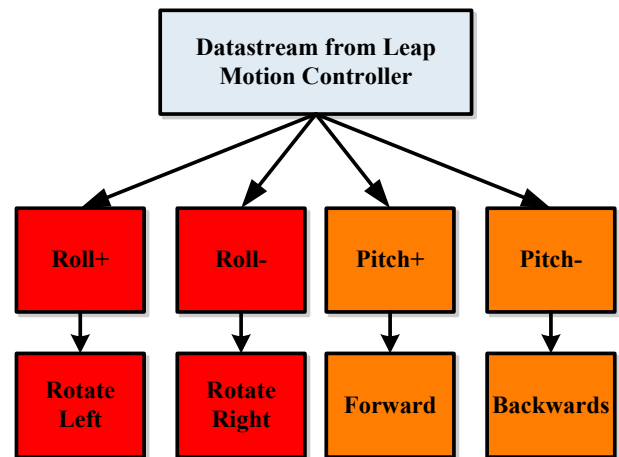 Datastream from Leap
Motion Controller
Roll+
Roll-
Pitch+
Pitch-
Rotate
Left
Rotate
Right
Forward
Backwards